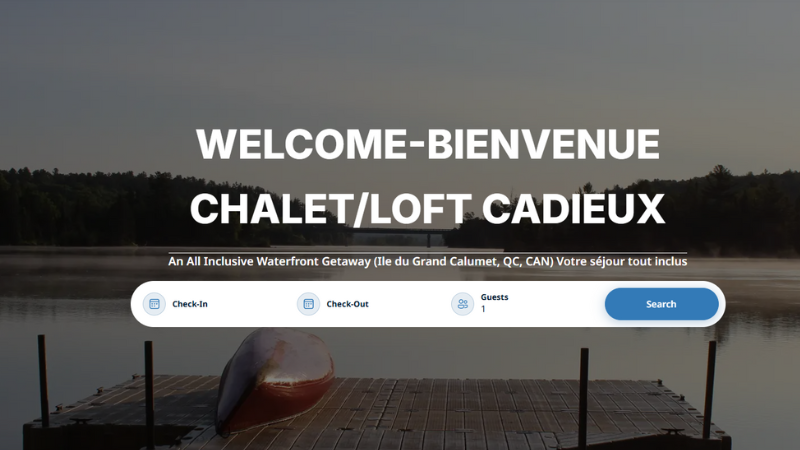 WELCOME-BIENVENUE
CHALET/LOFT CADIEUX
An All Inclusive Waterfront Getaway (Ile du Grand Calumet, QC, CAN) Votre séjour tout inclus
Check-In
Check-Out
Guests
1
Search